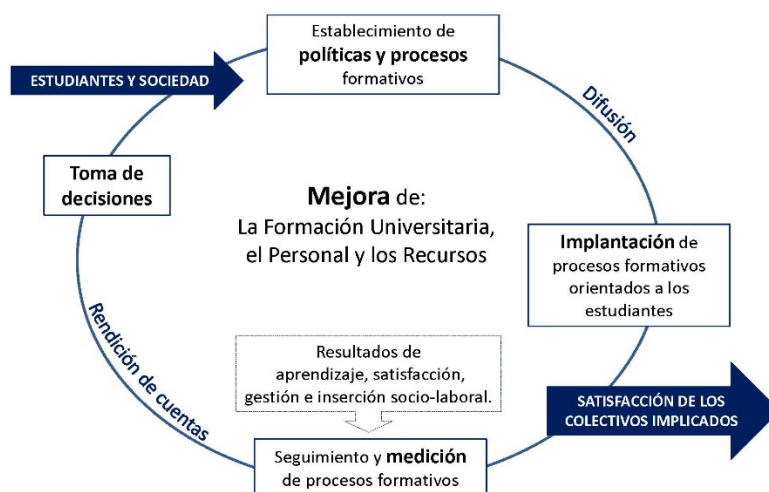 Establecimiento de
políticas y procesos
formativos
ESTUDIANTES Y SOCIEDAD
Difusión
Toma de
decisiones
Mejora de:
La Formación Universitaria,
el Personal y los Recursos
Implantación de
procesos formativos
orientados a los
estudiantes
Rendición de cuentas
Resultados de
aprendizaje, satisfacción,
gestión e inserción socio-laboral.
SATISFACCIÓN DE LOS
COLECTIVOS IMPLICADOS
Seguimiento y medición
de procesos formativos